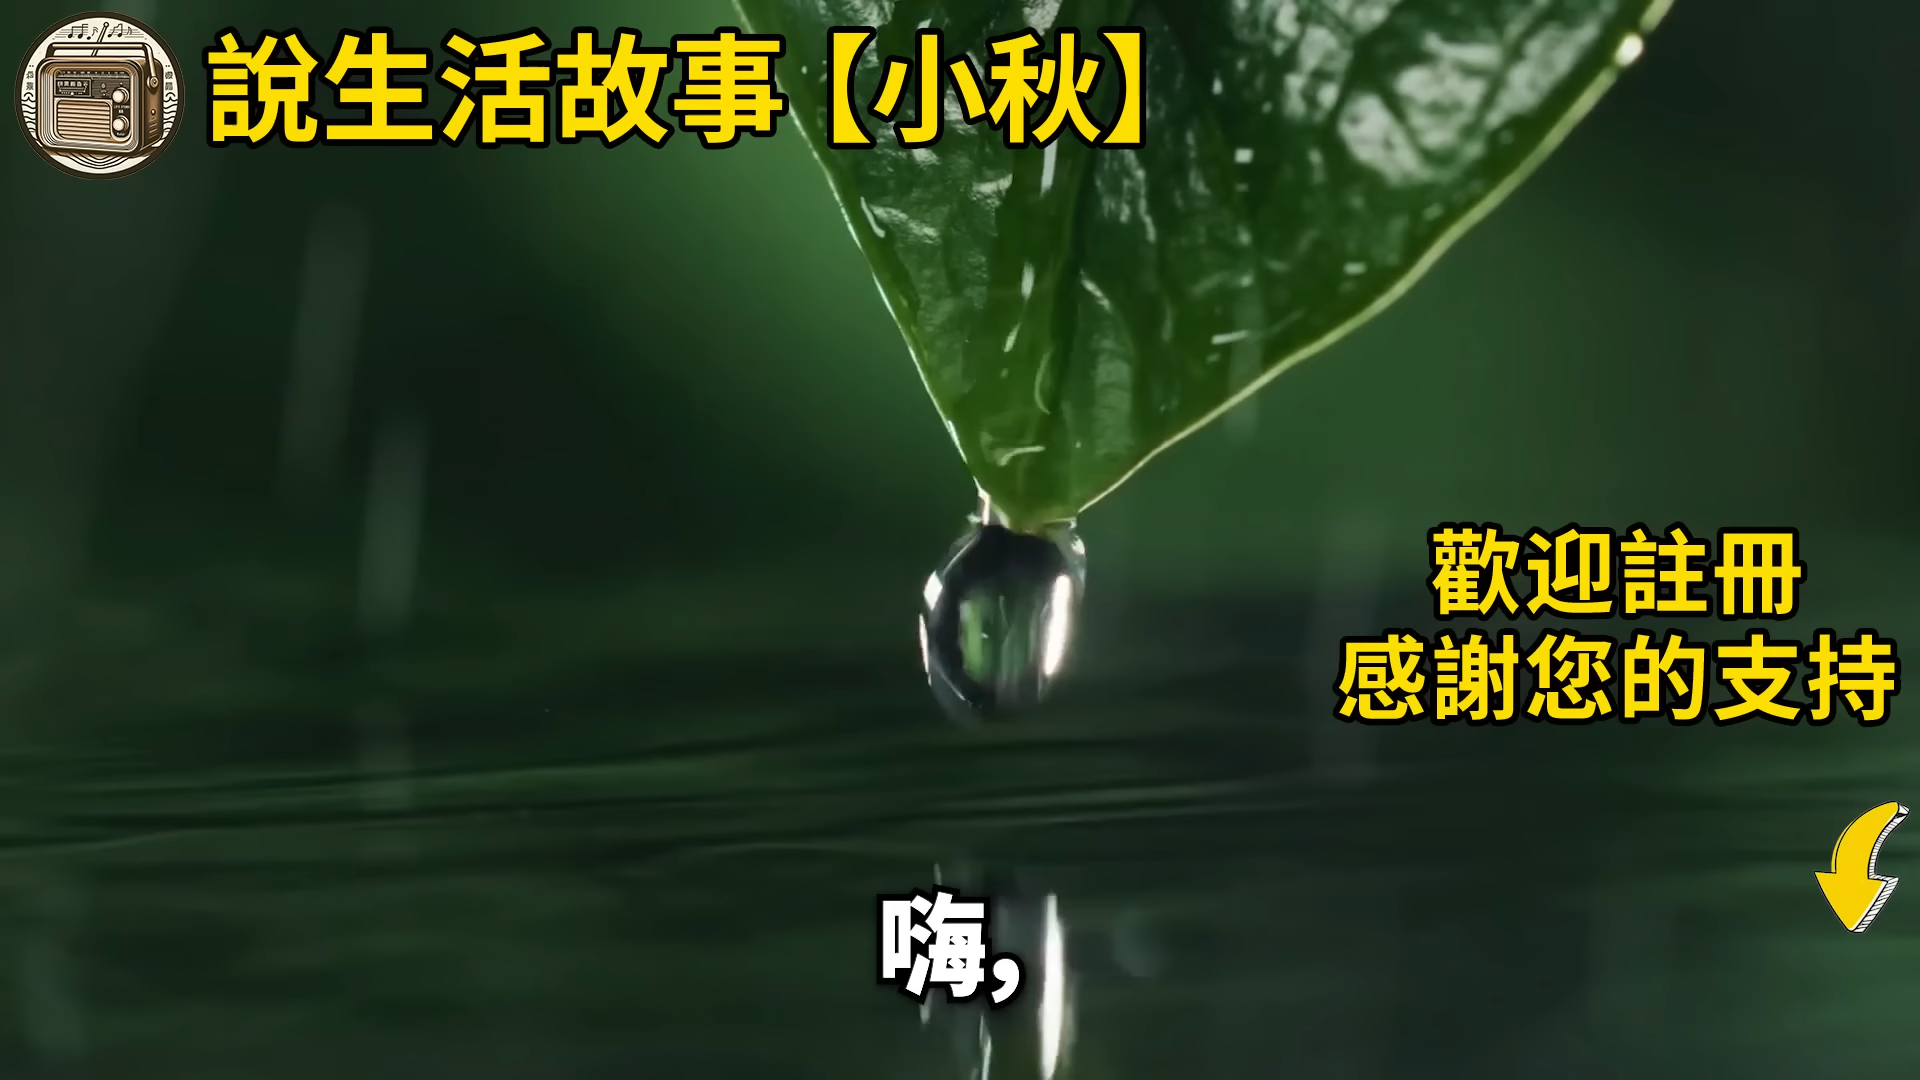 說生活故事【小秋】
歡迎註冊
感謝您的支持
嗨,